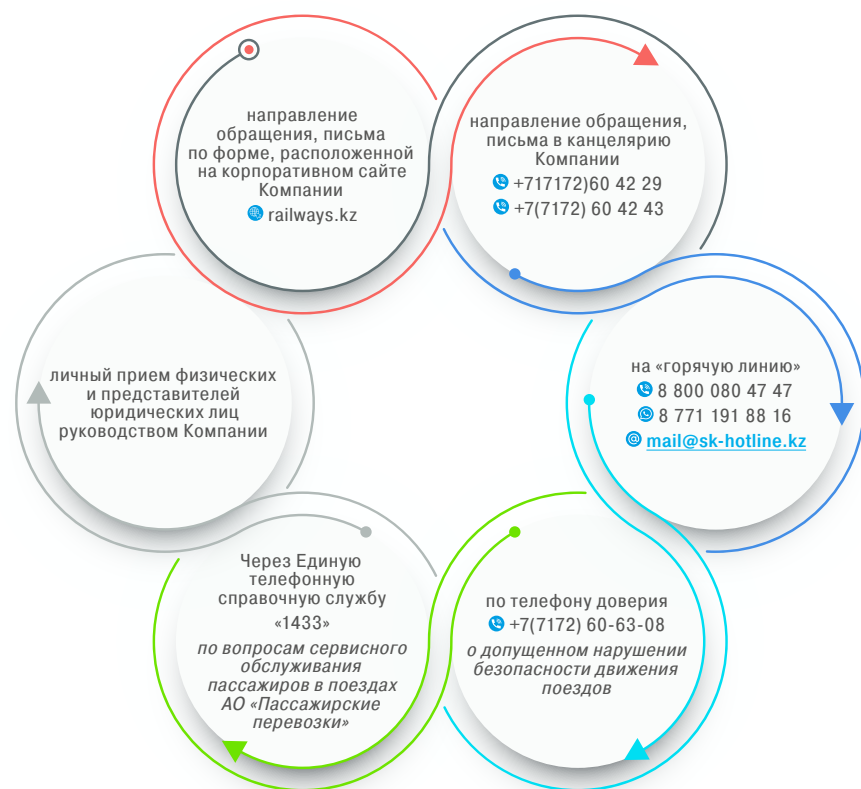 направление
обращения, письма
по форме, расположенной
на корпоративном сайте
Компании
railways.kz
направление обращения,
письма в канцелярию
Компании
+717172)60 42 29
+7(7172) 60 42 43
на «горячую линию»
8 800 080 47 47
8 771 191 88 16
mail@sk-hotline.kz
по телефону доверия
+7(7172) 60-63-08
о допущенном нарушении
безопасности движения
поездов
Через Единую
телефонную
справочную службу
«1433»
по вопросам сервисного
обслуживания
пассажиров в поездах
АО «Пассажирские
перевозки»
личный прием физических
и представителей
юридических лиц
руководством Компании